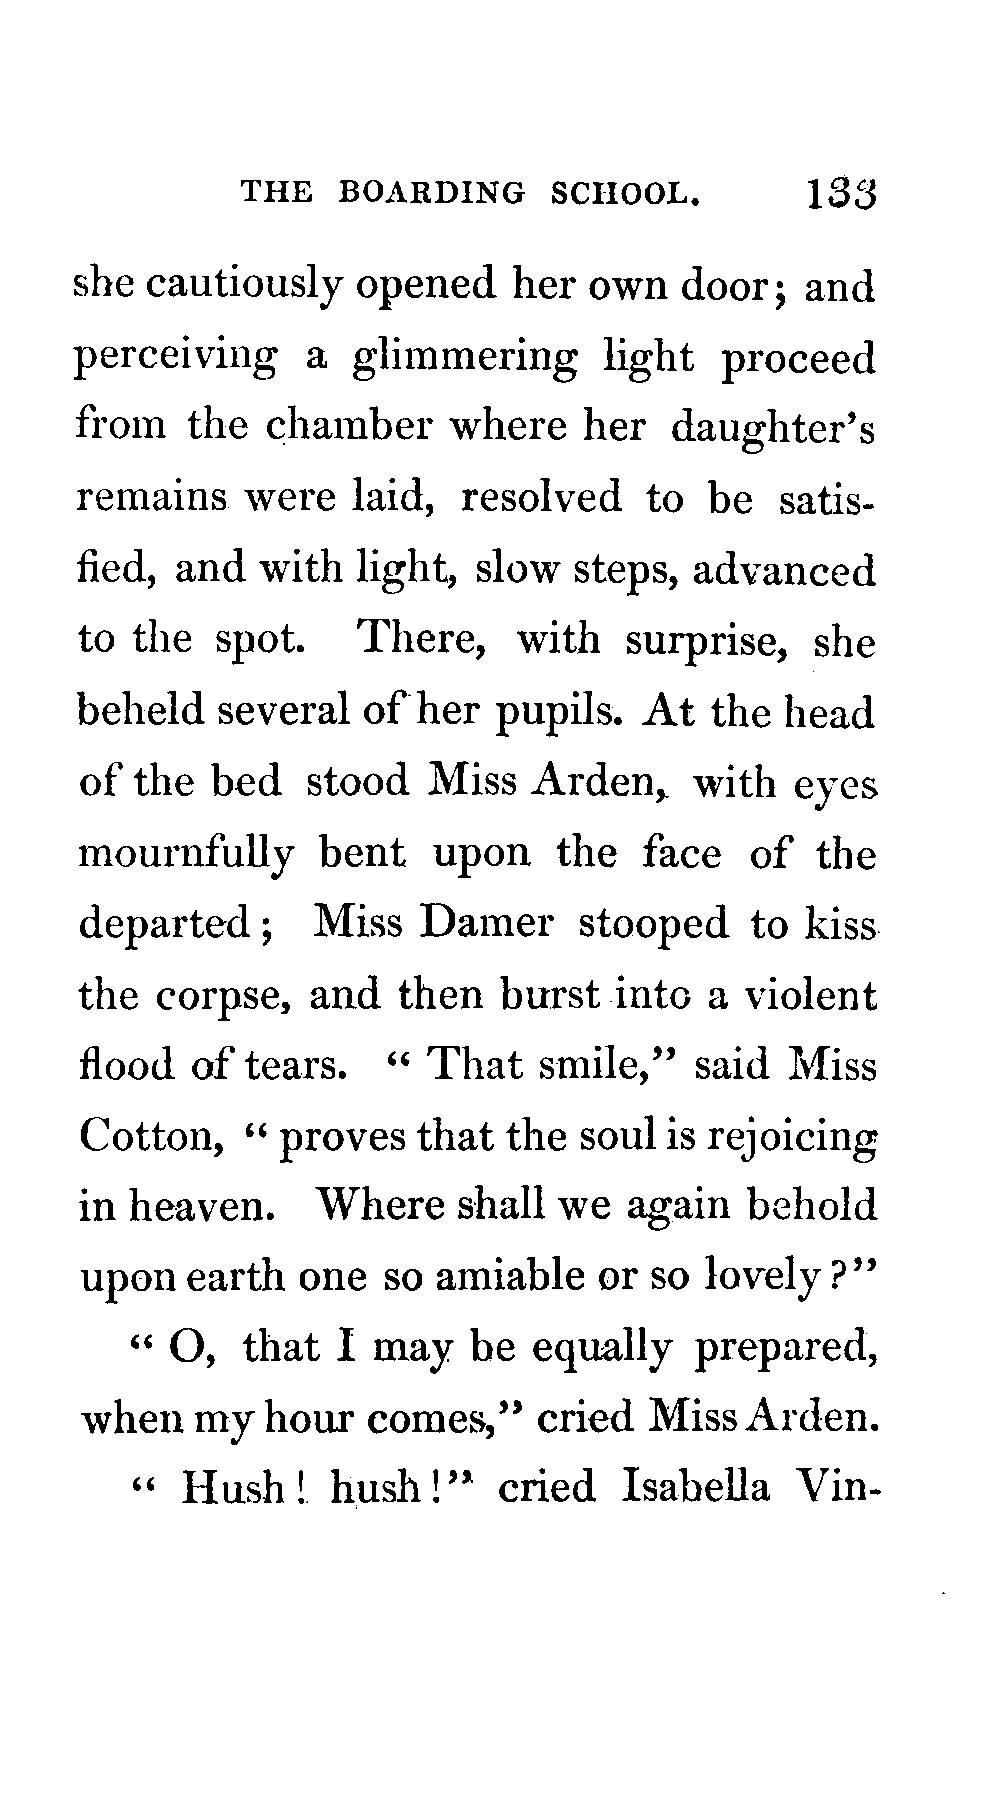 THE BOARDING SCHOOL. 133
she cautiously opened her own door; and
perceiving a glimmering light proceed
from the chamber where her daughter's
remains were laid, resolved to be satis-
fied, and with light, slow steps, advanced
to the spot. There, with surprise, she
beheld several of her pupils. At the head
of the bed stood Miss Arden, with eyes
mournfully bent upon the face of the
departed; Miss Damer stooped to kiss
the corpse, and then burst into a violent
flood of tears. " That smile," said Miss
Cotton, " proves that the soul is rejoicing
in heaven. Where shall we again behold
upon earth one so amiable or so lovely?"
" O, that I may be equally prepared,
when my hour comes," cried Miss Arden.
" Hush! hush!" cried Isabella Vin-